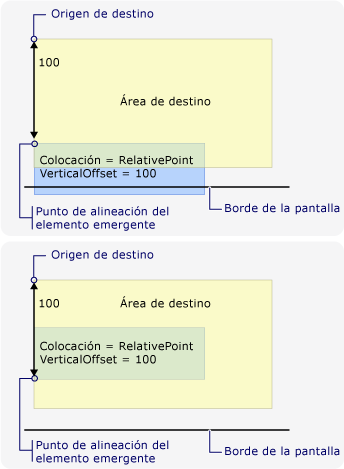 Origen de destino
100
Área de destino
Colocación = RelativePoint
VerticalOffset = 100
Borde de la pantalla
Punto de alineación del
elemento emergente
Origen de destino
100
Área de destino
Colocación = RelativePoint
VerticalOffset = 100
Punto de alineación del
elemento emergente
Borde de la pantalla